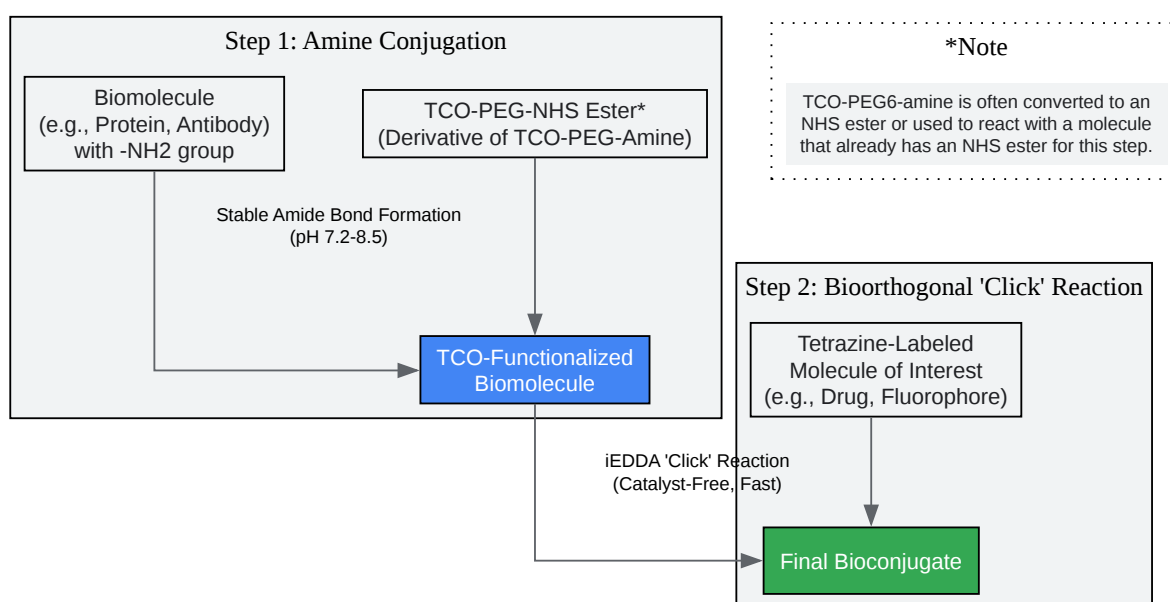 Step 1: Amine Conjugation
Biomolecule
(e.g., Protein, Antibody)
with -NH2 group
TCO-PEG-NHS Ester*
(Derivative of TCO-PEG-Amine)
*Note
TCO-PEG6-amine is often converted to an
NHS ester or used to react with a molecule
that already has an NHS ester for this step.
Stable Amide Bond Formation
(pH 7.2-8.5)
TCO-Functionalized
Biomolecule
Step 2: Bioorthogonal 'Click' Reaction
Tetrazine-Labeled
Molecule of Interest
(e.g., Drug, Fluorophore)
iEDDA 'Click' Reaction
(Catalyst-Free, Fast)
Final Bioconjugate